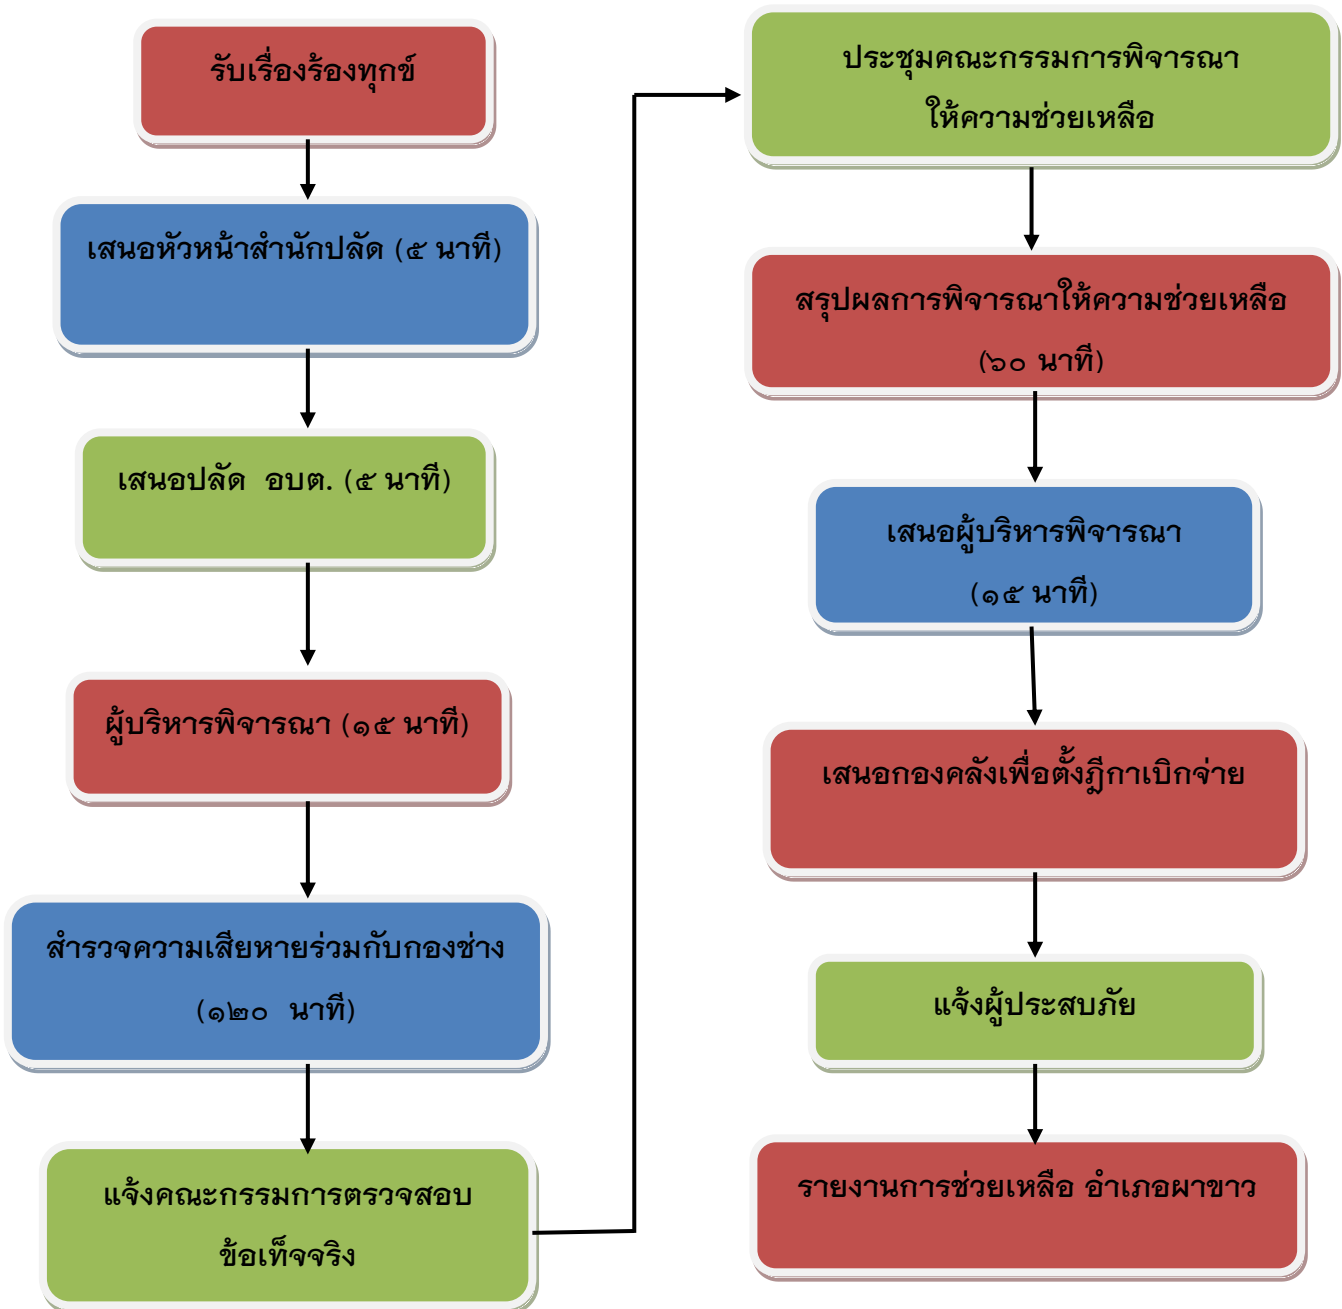 รับเรื่องร้องทุกข์
เสนอหัวหน้าสำนักปลัด (๕ นาที)
เสนอปลัด  อบต. (๕ นาที)
ผู้บริหารพิจารณา (๑๕ นาที)
สำรวจความเสียหายร่วมกับกองช่าง
(๑๒๐  นาที)
แจ้งคณะกรรมการตรวจสอบ
ข้อเท็จจริง
ประชุมคณะกรรมการพิจารณา
ให้ความช่วยเหลือ
สรุปผลการพิจารณาให้ความช่วยเหลือ
(๖๐ นาที)
เสนอผู้บริหารพิจารณา
(๑๕ นาที)
เสนอกองคลังเพื่อตั้งฎีกาเบิกจ่าย
แจ้งผู้ประสบภัย
รายงานการช่วยเหลือ อำเภอผาขาว